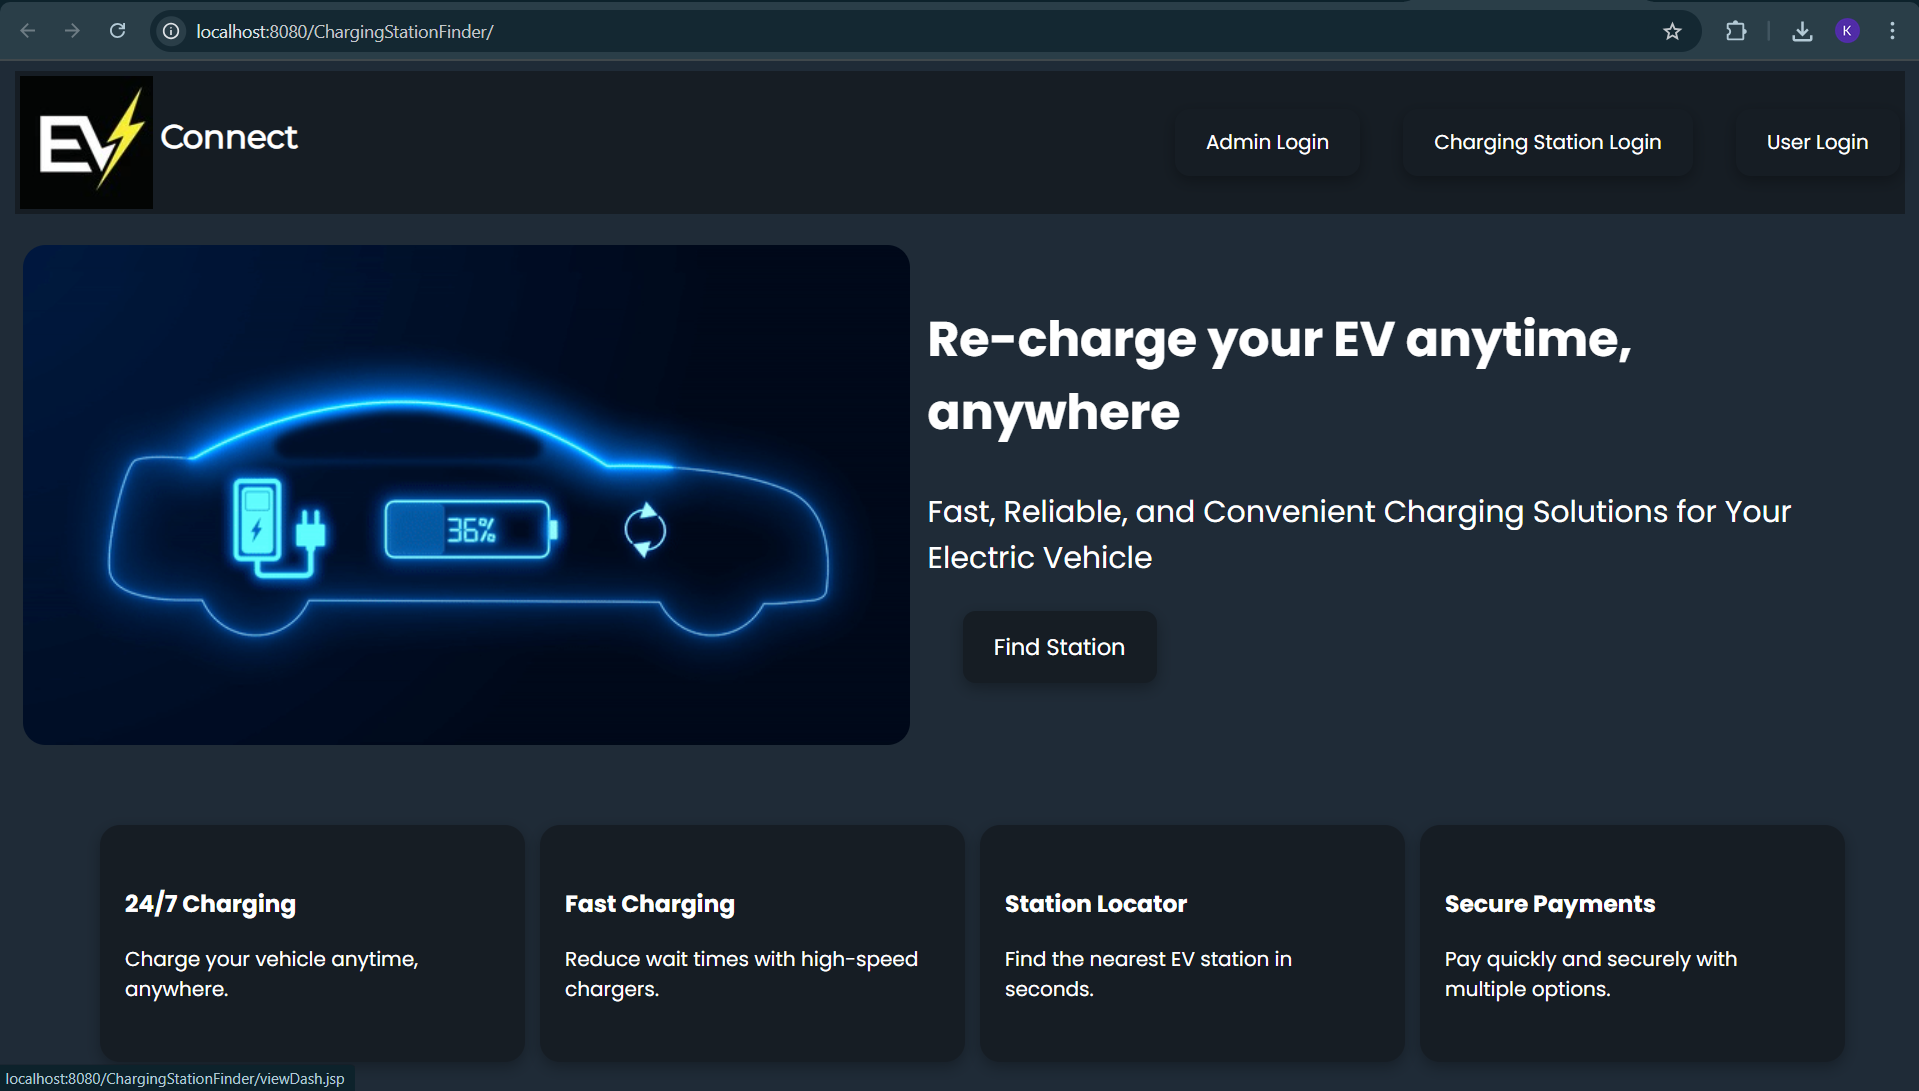 localhost:8080/ChargingStationFinder/
K
EV Connect
Admin Login
Charging Station Login
User Login
Re-charge your EV anytime,
anywhere
Fast, Reliable, and Convenient Charging Solutions for Your
Electric Vehicle
36%
Find Station
24/7 Charging
Charge your vehicle anytime,
anywhere.
Fast Charging
Reduce wait times with high-speed
chargers.
Station Locator
Find the nearest EV station in
seconds.
Secure Payments
Pay quickly and securely with
multiple options.
localhost:8080/ChargingStationFinder/viewDash.jsp